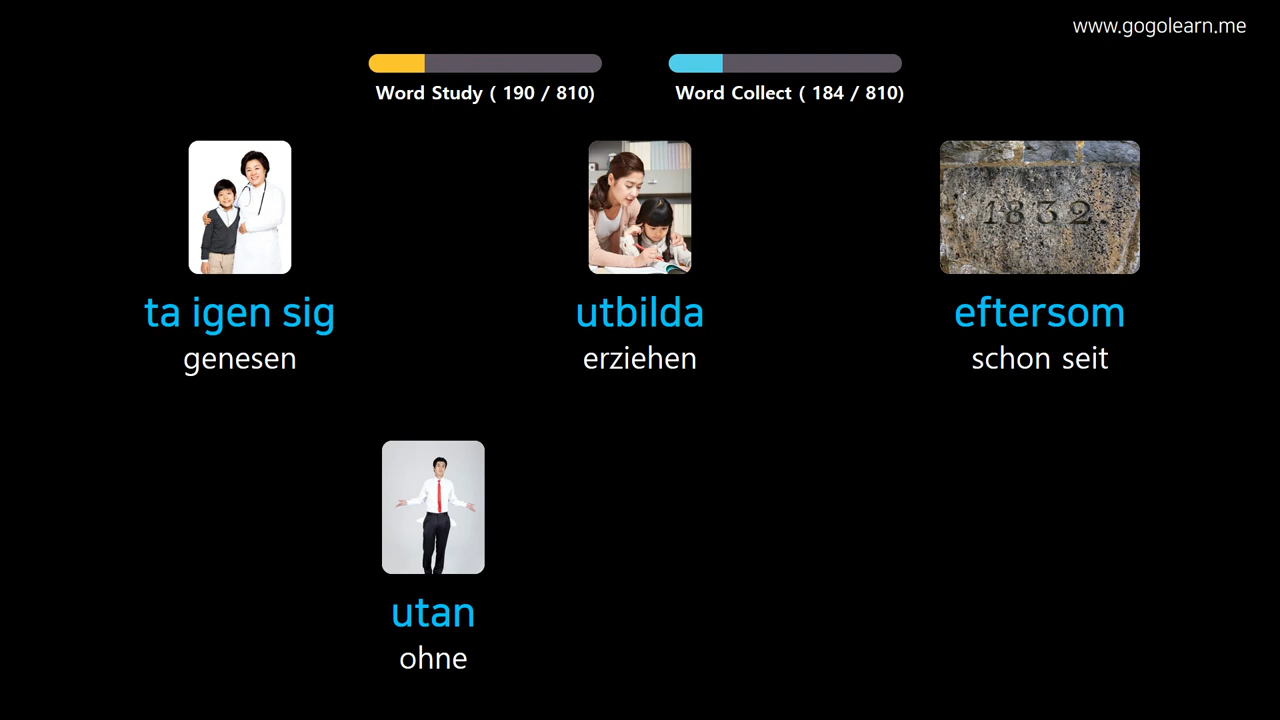 www.gogolearn.me
Word Study ( 190 / 810)
Word Collect ( 184 / 810)
1832.
ta igen sig
genesen
utbilda
erziehen
eftersom
schon seit
utan
ohne